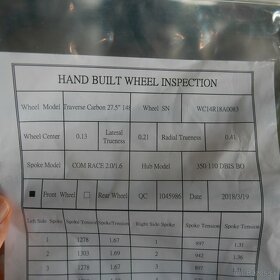 HAND BUILT WHEEL INSPECTION
Wheel Model Traverse Carbon 27.5" 148 Wheel SN WC14R18A0083
Wheel Center 0.13 Lateral Trueness 0.21 Radial Trueness 0.41
Spoke Model COM RACE 2.0/1.6 Hub Model 350 110 DBIS BO
■ Front Wheel □ Rear Wheel QC 1045986 Date 2018/3/19
Left Side Spoke Spoke Tension Spoke/Tension Right Side Spoke Spoke Tension Spoke/Tension
1 1278 1.67 1 897 1.31
2 1303 1.69 2 942 1.36
3 1278 1.67 3